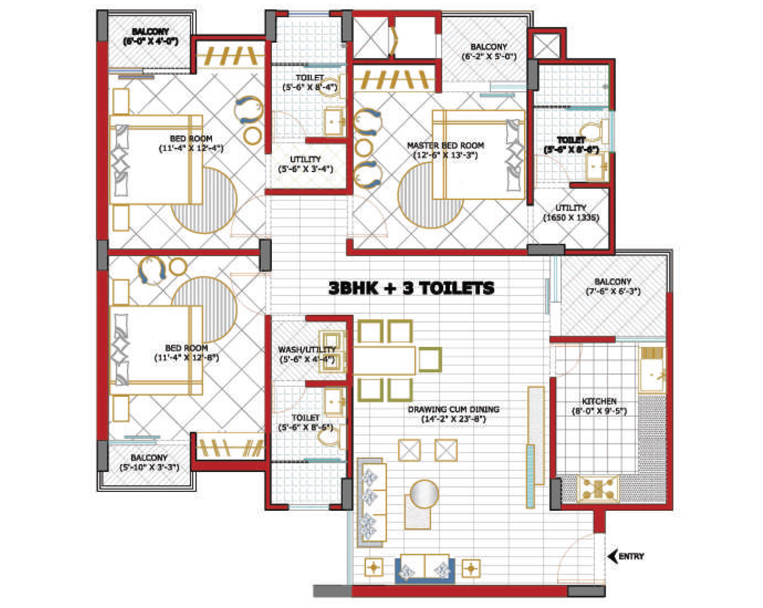 BALCONY
(6'-0" X 4'-0")
TOILET
(5'-6" X 8'-4")
BALCONY
(6'-2" X 5'-0")
BED ROOM
(11'-4" X 12'-4")
UTILITY
(5'-6" X 3'-4")
MASTER BED ROOM
(12'-6" X 13'-3")
TOILET
(5'-6" X 8'-6")
UTILITY
(1650 X 1335)
3BHK + 3 TOILETS
BALCONY
(7'-6" X 6'-3")
BED ROOM
(11'-4" X 12'-8")
WASH/UTILITY
(5'-6" X 4'-4")
TOILET
(5'-6" X 8'-6")
DRAWING CUM DINING
(14'-2" X 23'-8")
KITCHEN
(8'-0" X 9'-5")
BALCONY
(5'-10" X 3'-3")
ENTRY